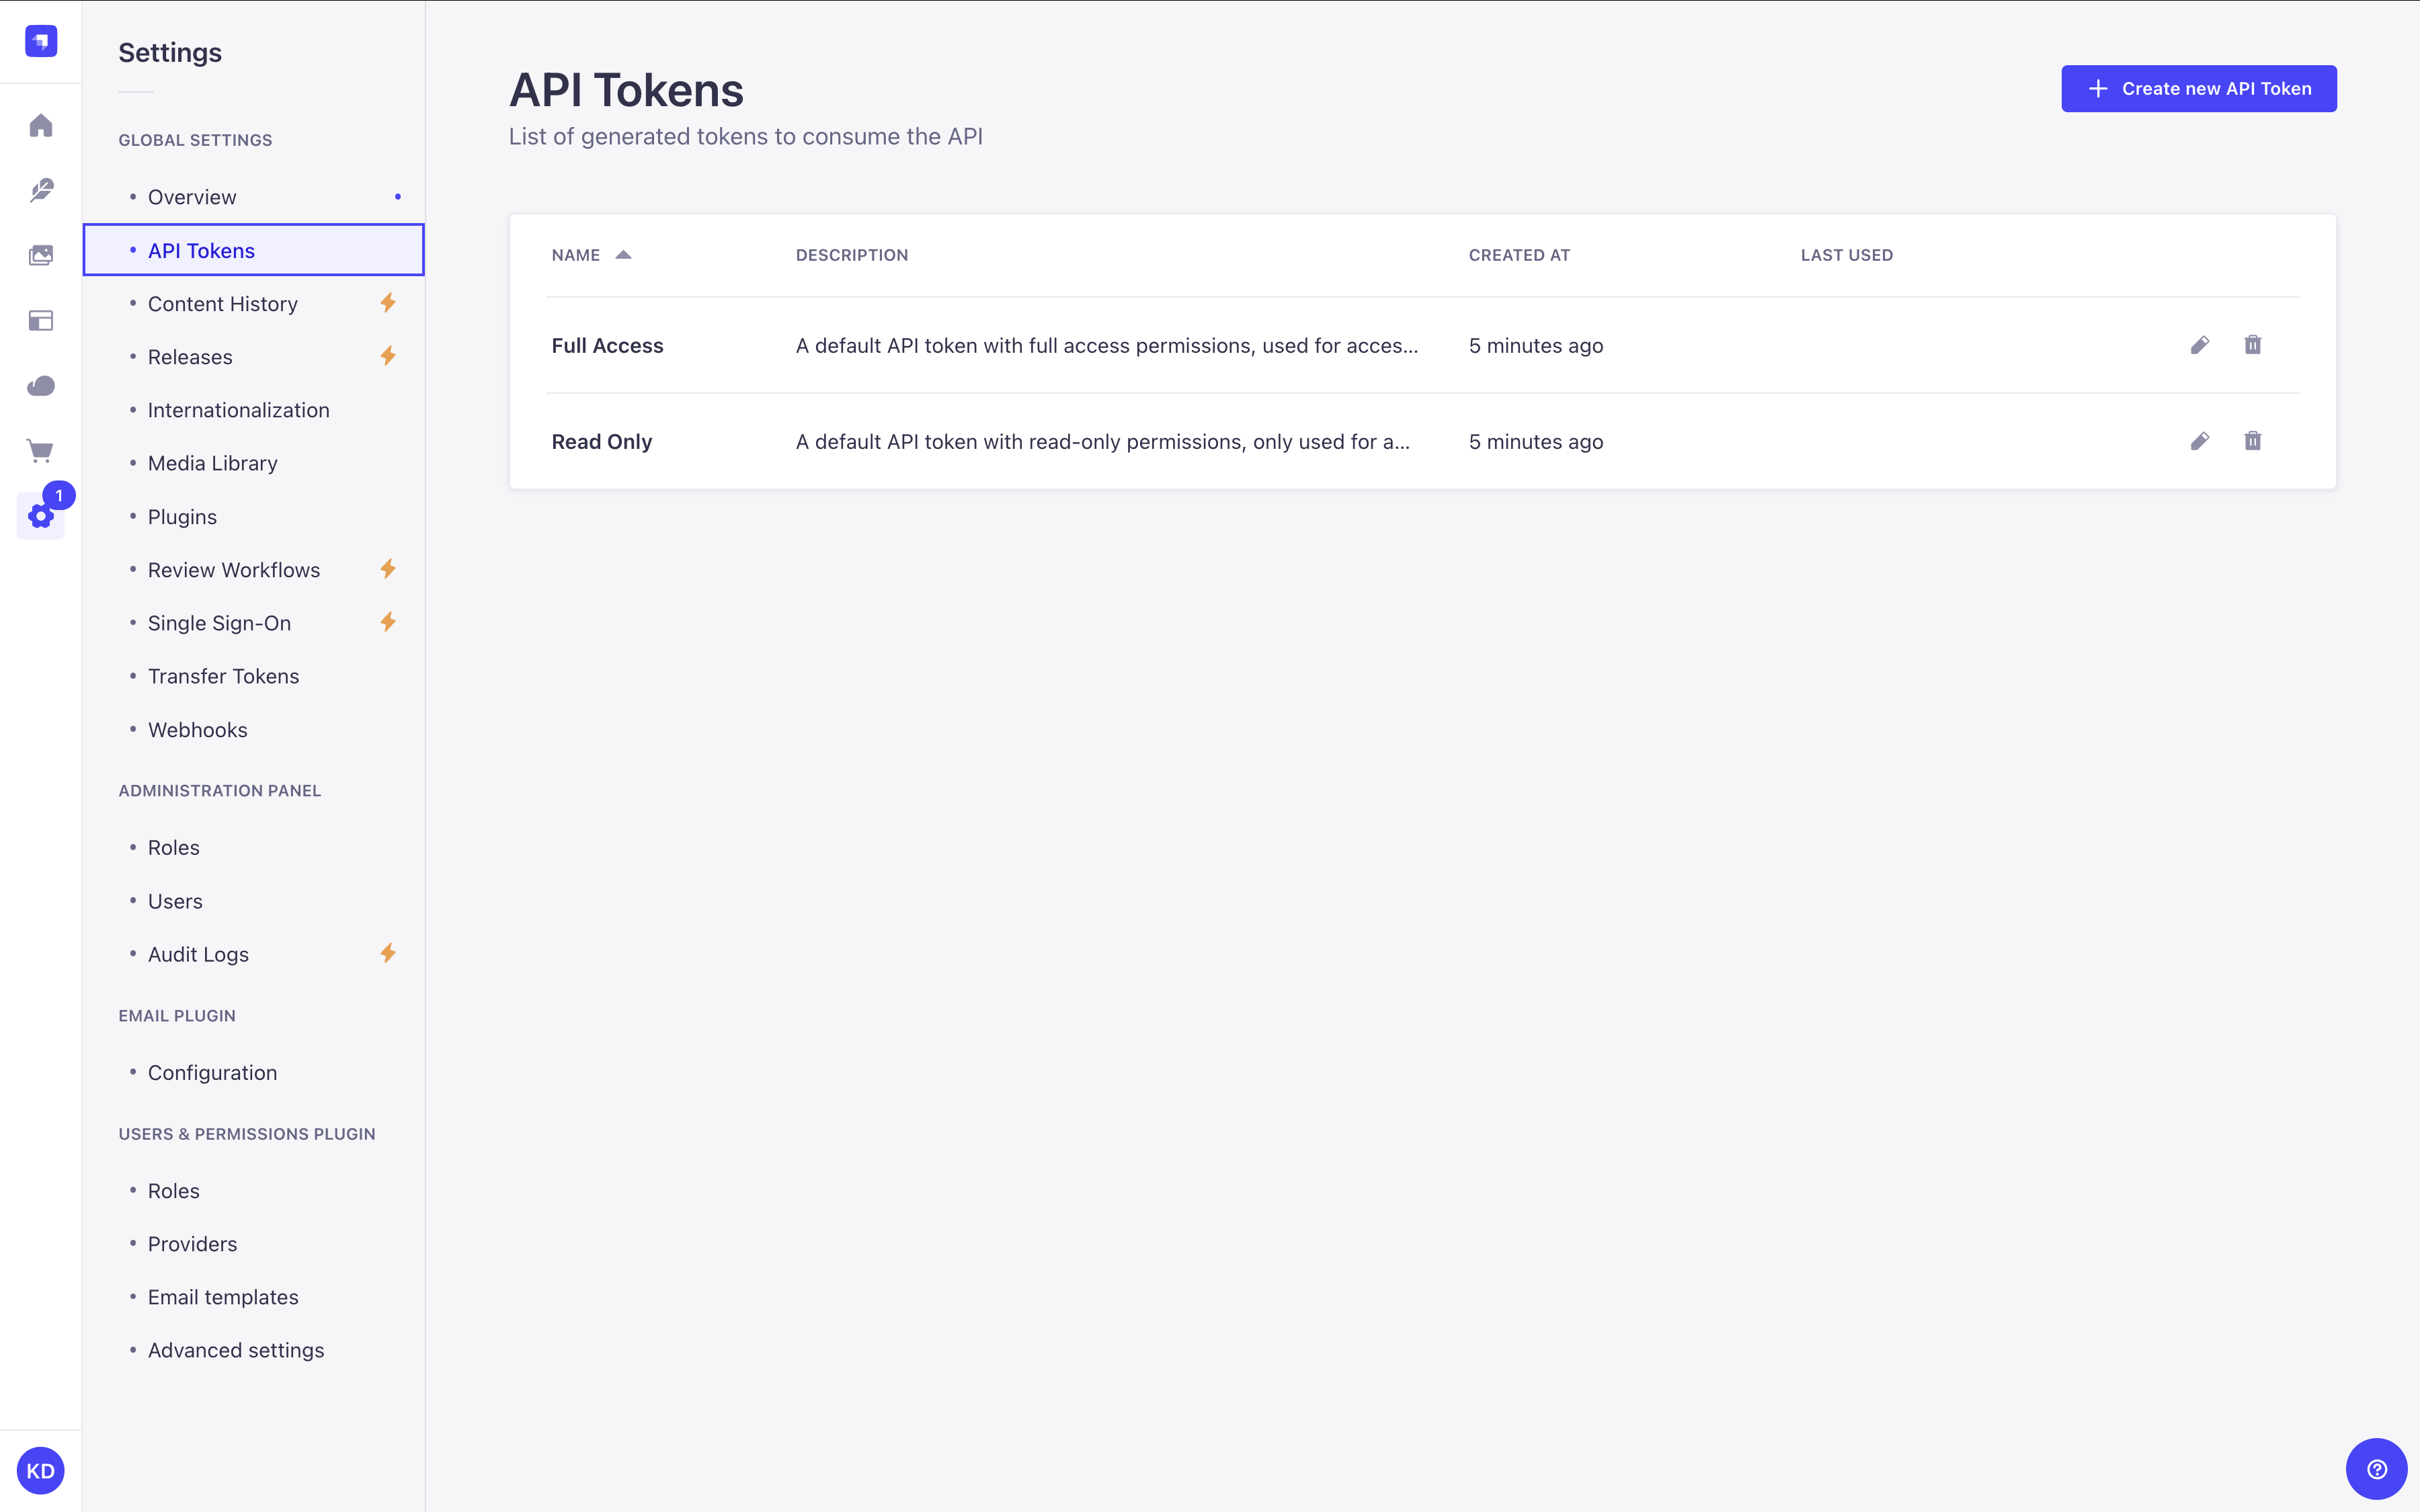 Settings
GLOBAL SETTINGS
Overview
API Tokens
Content History
Releases
Internationalization
Media Library
Plugins
Review Workflows
Single Sign-On
Transfer Tokens
Webhooks
ADMINISTRATION PANEL
Roles
Users
Audit Logs
EMAIL PLUGIN
Configuration
USERS & PERMISSIONS PLUGIN
Roles
Providers
Email templates
Advanced settings
1
KD
API Tokens
List of generated tokens to consume the API
Create new API Token
NAME DESCRIPTION CREATED AT LAST USED
Full Access A default API token with full access permissions, used for acces... 5 minutes ago
Read Only A default API token with read-only permissions, only used for a... 5 minutes ago